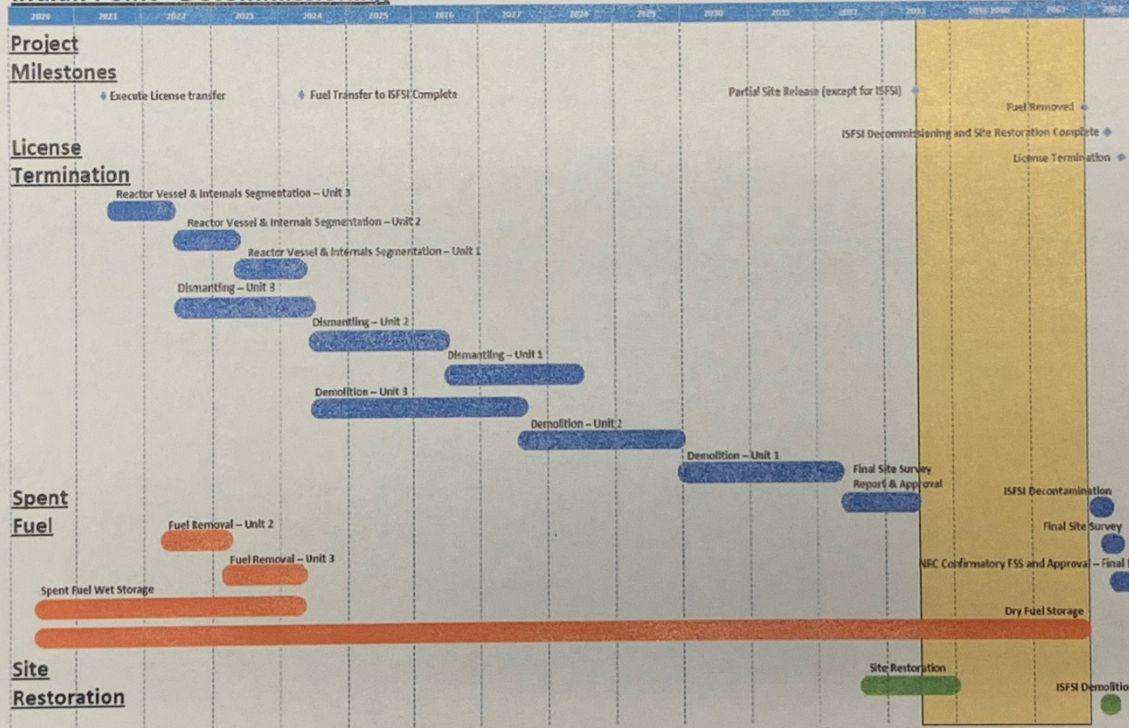 2020 2021 2022 2023 2024 2025 2026 2027 2028 2029 2030 2031 2032 2033 2061
Project
Milestones
Execute License transfer
Fuel Transfer to ISFSI Complete
Partial Site Release (except for ISFSI)
Fuel Removed
ISFSI Decommissioning and Site Restoration Complete
License Termination
License
Termination
Reactor Vessel & Internals Segmentation – Unit 3
Reactor Vessel & Internals Segmentation – Unit 2
Reactor Vessel & Internals Segmentation – Unit 1
Dismantling – Unit 3
Dismantling – Unit 2
Dismantling – Unit 1
Demolition – Unit 3
Demolition – Unit 2
Demolition – Unit 1
Final Site Survey
Report & Approval
ISFSI Decontamination
Final Site Survey
NRC Confirmatory FSS and Approval – Final
Spent
Fuel
Fuel Removal – Unit 2
Fuel Removal – Unit 3
Spent Fuel Wet Storage
Dry Fuel Storage
Site
Restoration
Site Restoration
ISFSI Demolitio